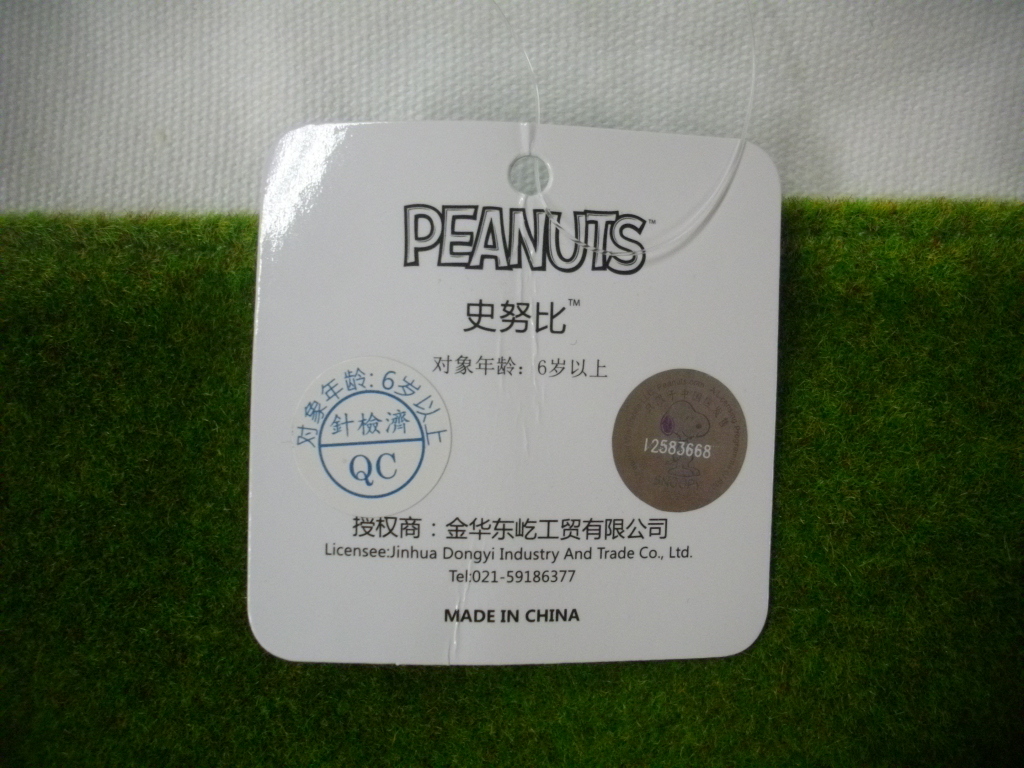 PEANUTS™
史努比™
对象年龄：6岁以上
对象年龄：6岁以上
針檢濟
QC
12583668
SNOOPY
授权商：金华东屹工贸有限公司
Licensee:Jinhua Dongyi Industry And Trade Co., Ltd.
Tel:021-59186377
MADE IN CHINA